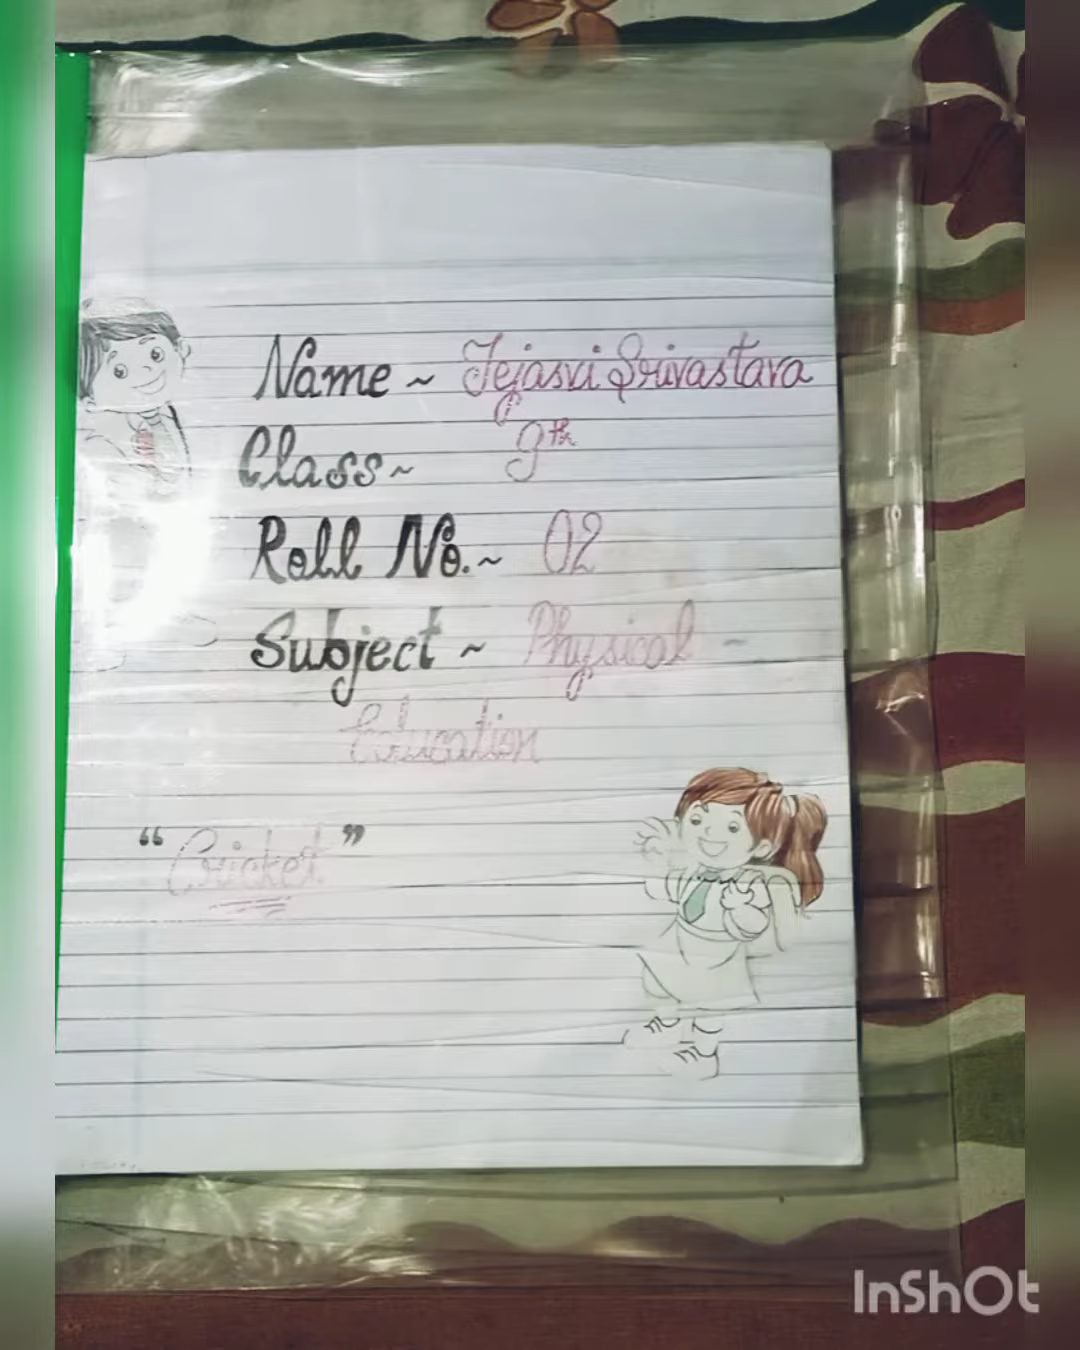 Name ~ Tejasvi Srivastava
Class ~ 9th
Roll No. ~ 02
Subject ~ Physical -
Education
“Cricket”
InShOt